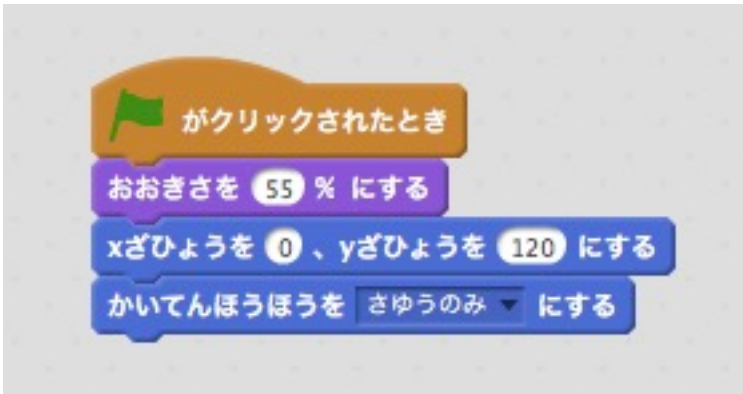 がクリックされたとき
おおきさを 55 % にする
xざひょうを 0 、yざひょうを 120 にする
かいてんほうほうを さゆうのみ にする